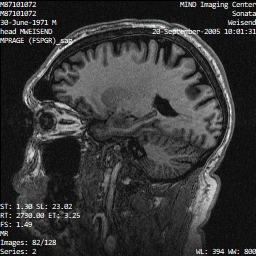 M87101072
M87101072
30-June-1971 M
head MWEISEND
MPRAGE (FSPGR)_sag
MIND Imaging Center
Sonata
Weisend
20-September-2005 10:01:31
ST: 1.30 SL: 23.02
RT: 2730.00 ET: 3.25
FS: 1.49
MR
Images: 82/128
Series: 2
WL: 394 WW: 800